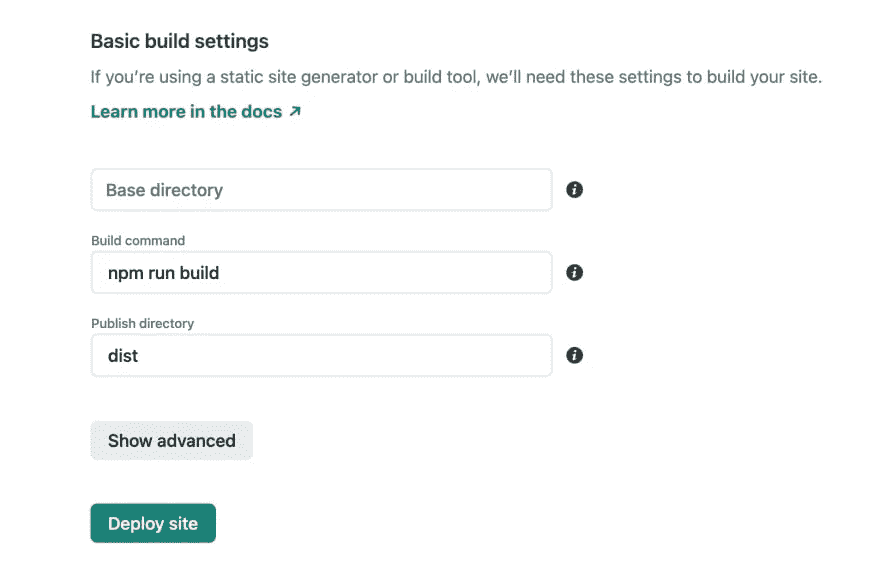 Basic build settings
If you’re using a static site generator or build tool, we’ll need these settings to build your site.
Learn more in the docs ↗
Base directory
Build command
npm run build
Publish directory
dist
Show advanced
Deploy site